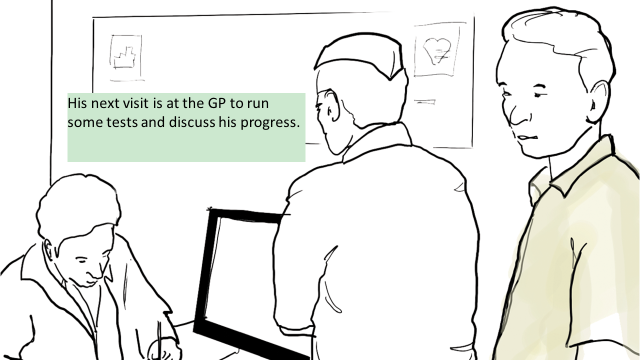 His next visit is at the GP to run
some tests and discuss his progress.